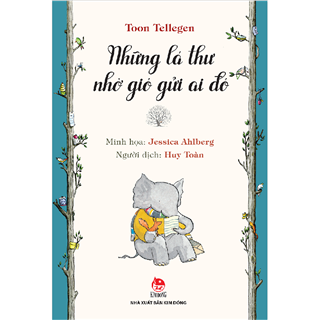 Toon Tellegen
Những lá thư
nhờ gió gửi ai đó
Minh họa: Jessica Ahlberg
Người dịch: Huy Toàn
NHÀ XUẤT BẢN KIM ĐỒNG